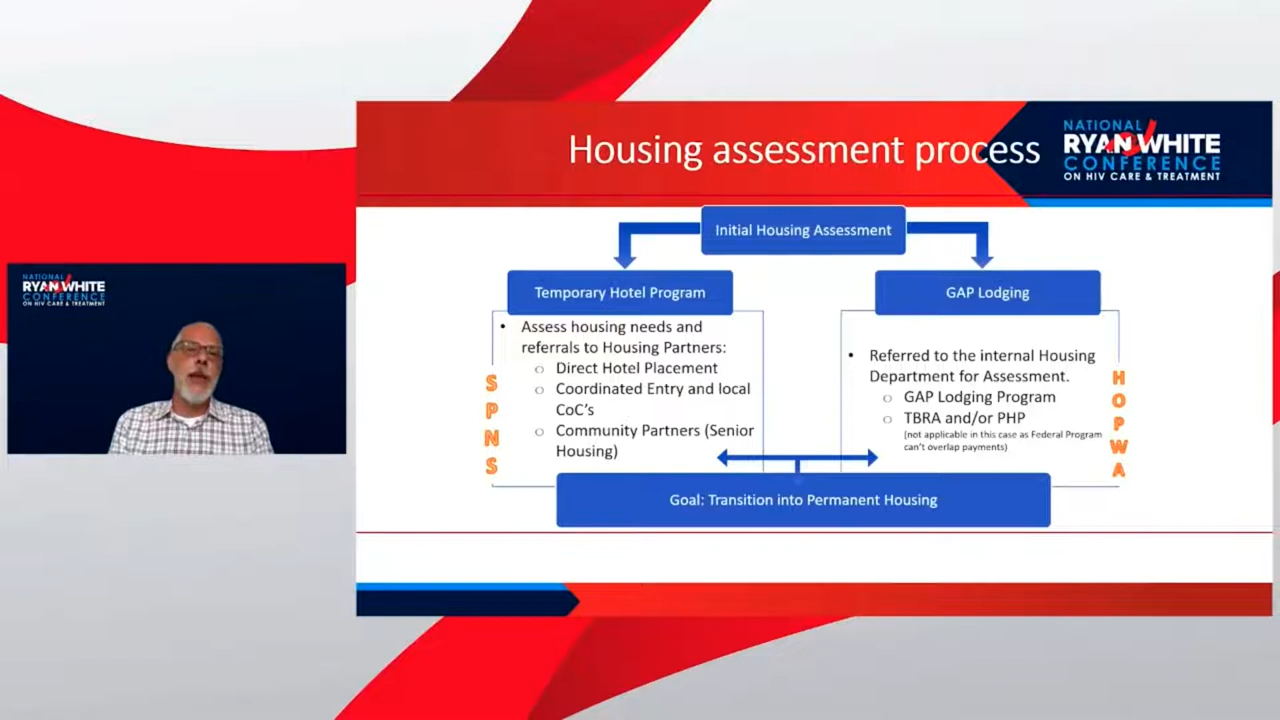 NATIONAL
RYAN WHITE
CONFERENCE
ON HIV CARE & TREATMENT
Housing assessment process
NATIONAL
RYAN WHITE
CONFERENCE
ON HIV CARE & TREATMENT
Initial Housing Assessment
Temporary Hotel Program
• Assess housing needs and
referrals to Housing Partners:
o Direct Hotel Placement
o Coordinated Entry and local
CoC's
o Community Partners (Senior
Housing)
SPNS
GAP Lodging
• Referred to the internal Housing
Department for Assessment.
o GAP Lodging Program
o TBRA and/or PHP
(not applicable in this case as Federal Program
can't overlap payments)
HOPWA
Goal: Transition into Permanent Housing